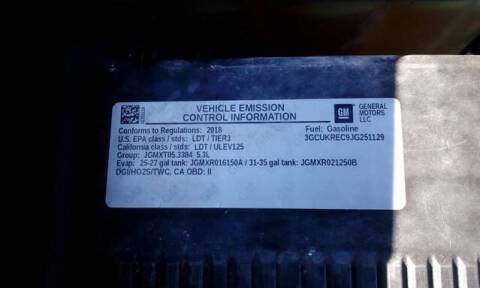 VEHICLE EMISSION
CONTROL INFORMATION
GM
GENERAL
MOTORS
LLC
Conforms to Regulations: 2018
Fuel: Gasoline
U.S. EPA class / stds: LDT / TIER3
3GCUKREC9JG251129
California class / stds: LDT / ULEV125
Group: JGMXT05.3384 5.3L
Evap: 25-27 gal tank: JGMXR016150A / 31-35 gal tank: JGMXR021250B
DGI/HO2S/TWC, CA OBD: II